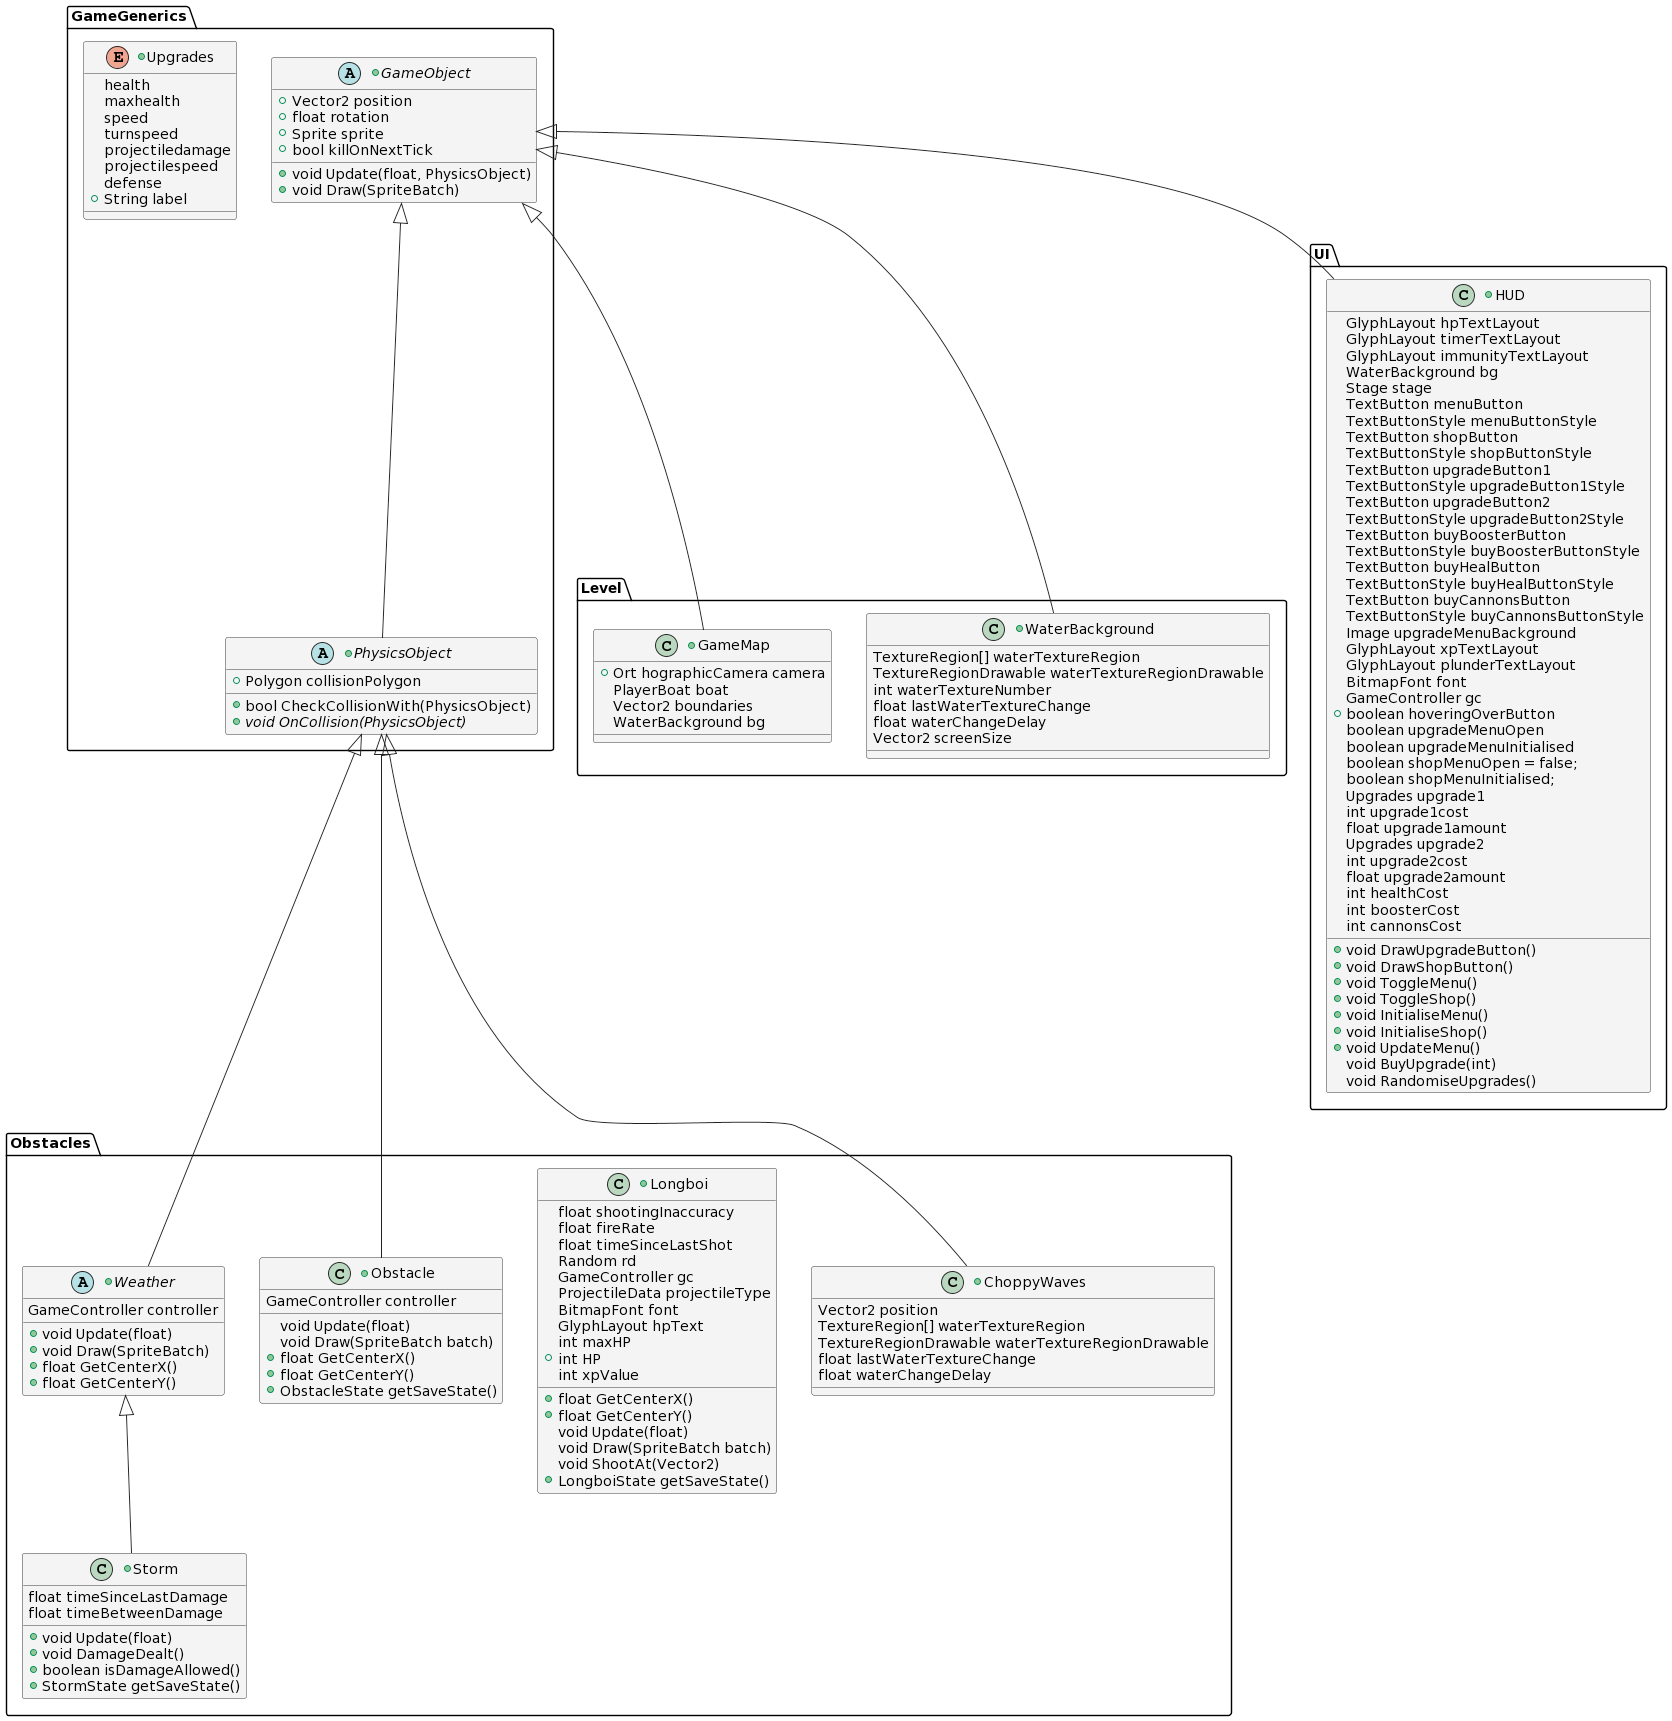 GameGenerics
E Upgrades
health
maxhealth
speed
turnspeed
projectiledamage
projectilespeed
defense
String label
A GameObject
Vector2 position
float rotation
Sprite sprite
bool killOnNextTick
void Update(float, PhysicsObject)
void Draw(SpriteBatch)
A PhysicsObject
Polygon collisionPolygon
bool CheckCollisionWith(PhysicsObject)
void OnCollision(PhysicsObject)
Level
C GameMap
Ort hographicCamera camera
PlayerBoat boat
Vector2 boundaries
WaterBackground bg
C WaterBackground
TextureRegion[] waterTextureRegion
TextureRegionDrawable waterTextureRegionDrawable
int waterTextureNumber
float lastWaterTextureChange
float waterChangeDelay
Vector2 screenSize
UI
C HUD
GlyphLayout hpTextLayout
GlyphLayout timerTextLayout
GlyphLayout immunityTextLayout
WaterBackground bg
Stage stage
TextButton menuButton
TextButtonStyle menuButtonStyle
TextButton shopButton
TextButtonStyle shopButtonStyle
TextButton upgradeButton1
TextButtonStyle upgradeButton1Style
TextButton upgradeButton2
TextButtonStyle upgradeButton2Style
TextButton buyBoosterButton
TextButtonStyle buyBoosterButtonStyle
TextButton buyHealButton
TextButtonStyle buyHealButtonStyle
TextButton buyCannonsButton
TextButtonStyle buyCannonsButtonStyle
Image upgradeMenuBackground
GlyphLayout xpTextLayout
GlyphLayout plunderTextLayout
BitmapFont font
GameController gc
boolean hoveringOverButton
boolean upgradeMenuOpen
boolean upgradeMenuInitialised
boolean shopMenuOpen = false;
boolean shopMenuInitialised;
Upgrades upgrade1
int upgrade1cost
float upgrade1amount
Upgrades upgrade2
int upgrade2cost
float upgrade2amount
int healthCost
int boosterCost
int cannonsCost
void DrawUpgradeButton()
void DrawShopButton()
void ToggleMenu()
void ToggleShop()
void InitialiseMenu()
void InitialiseShop()
void UpdateMenu()
void BuyUpgrade(int)
void RandomiseUpgrades()
Obstacles
A Weather
GameController controller
void Update(float)
void Draw(SpriteBatch)
float GetCenterX()
float GetCenterY()
C Obstacle
GameController controller
void Update(float)
void Draw(SpriteBatch batch)
float GetCenterX()
float GetCenterY()
ObstacleState getSaveState()
C Longboi
float shootingInaccuracy
float fireRate
float timeSinceLastShot
Random rd
GameController gc
ProjectileData projectileType
BitmapFont font
GlyphLayout hpText
int maxHP
int HP
int xpValue
float GetCenterX()
float GetCenterY()
void Update(float)
void Draw(SpriteBatch batch)
void ShootAt(Vector2)
LongboiState getSaveState()
C ChoppyWaves
Vector2 position
TextureRegion[] waterTextureRegion
TextureRegionDrawable waterTextureRegionDrawable
float lastWaterTextureChange
float waterChangeDelay
C Storm
float timeSinceLastDamage
float timeBetweenDamage
void Update(float)
void DamageDealt()
boolean isDamageAllowed()
StormState getSaveState()